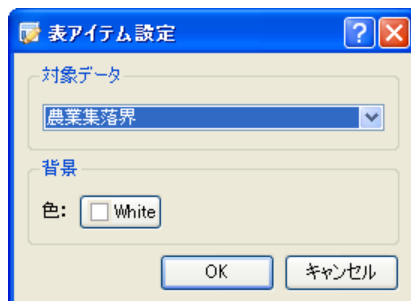 表アイテム設定
対象データ
農業集落界
背景
色: White
OK キャンセル